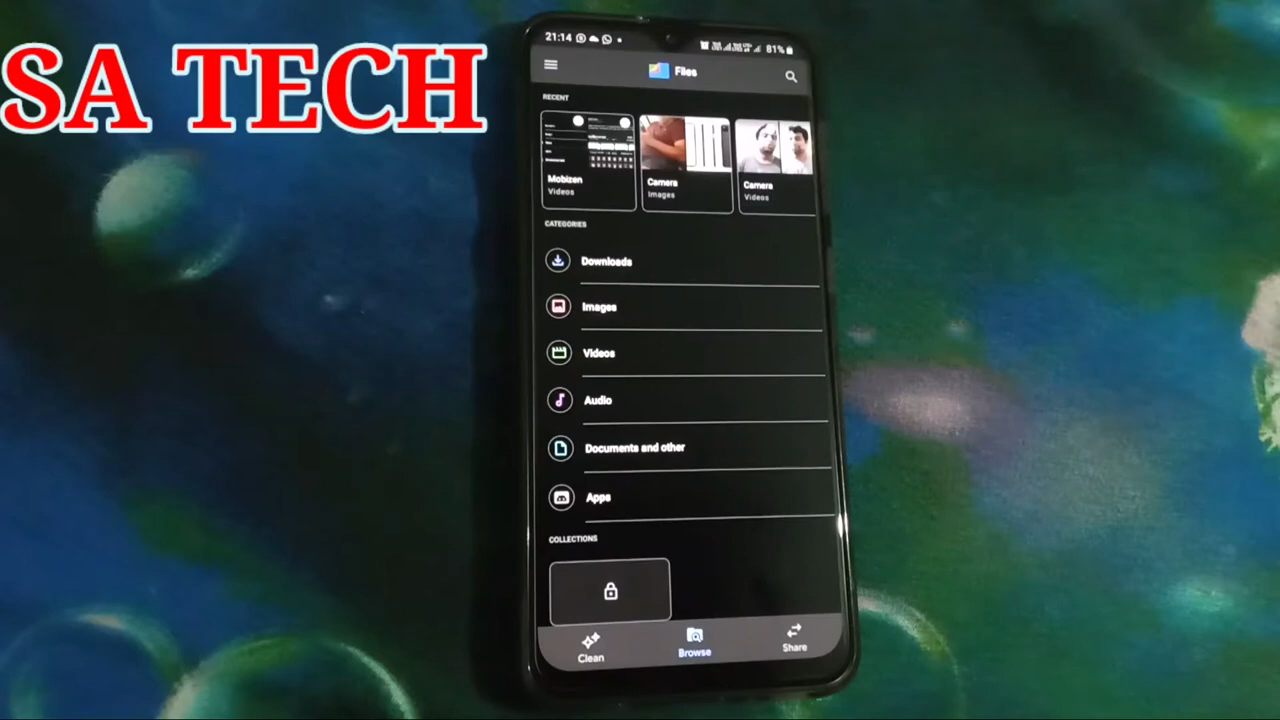 SA TECH
21:14
81%
Files
RECENT
Mobizen
Videos
Camera
Images
Camera
Videos
CATEGORIES
Downloads
Images
Videos
Audio
Documents and other
Apps
COLLECTIONS
Clean
Browse
Share